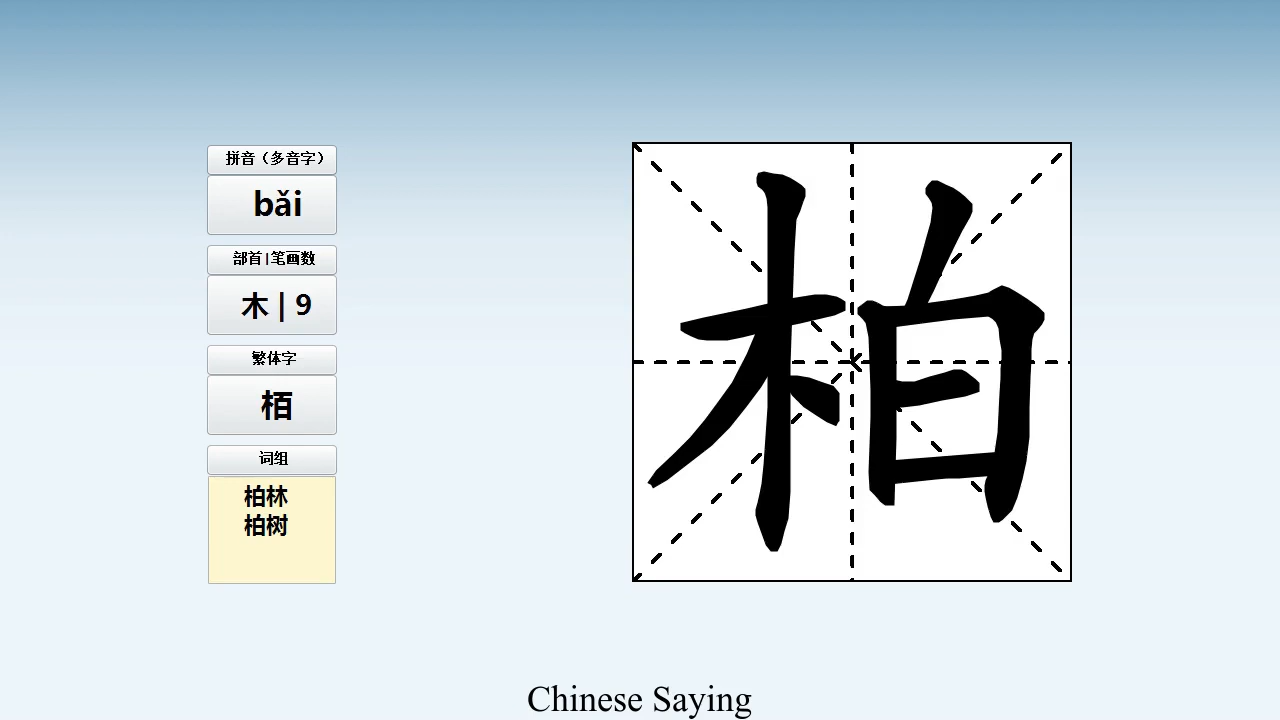 拼音（多音字）
bǎi
部首|笔画数
木 | 9
繁体字
栢
词组
柏林
柏树
柏
Chinese Saying